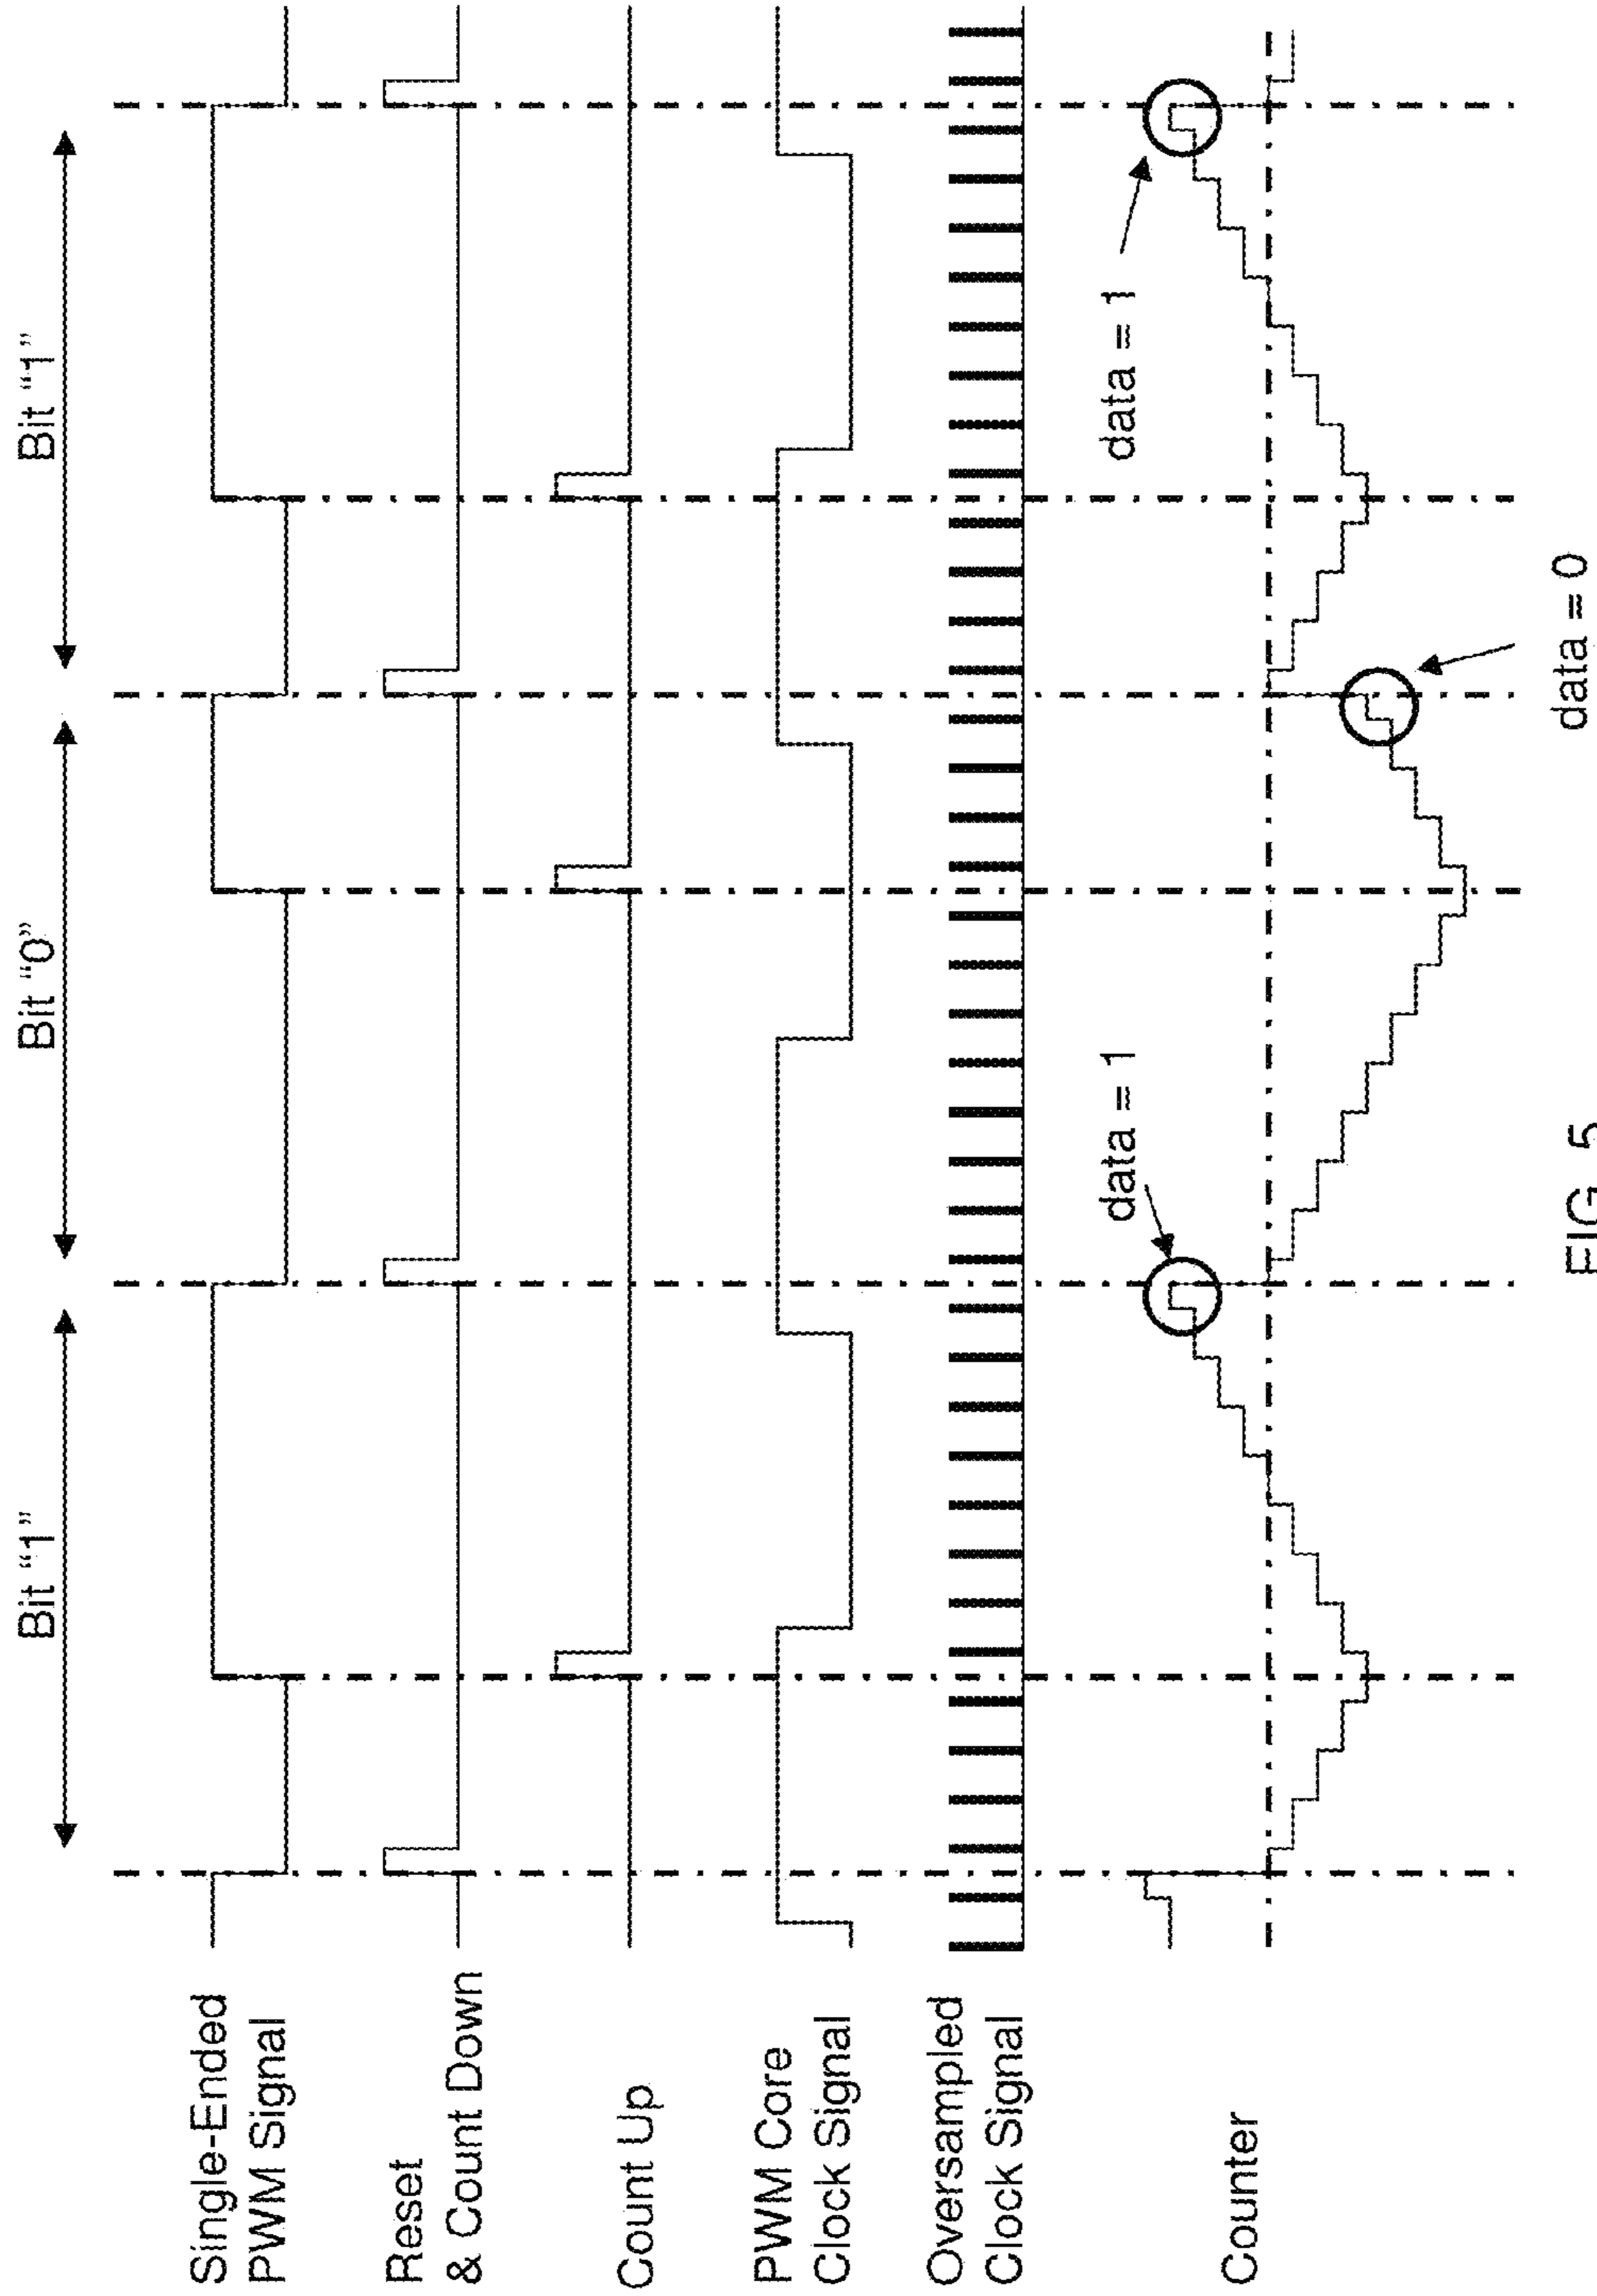 Bit “1”
Bit “0”
Bit “1”
Single-Ended
PWM Signal
Reset
& Count Down
Count Up
PWM Core
Clock Signal
Oversampled
Clock Signal
data = 1
data = 1
Counter
data = 0
FIG. 5